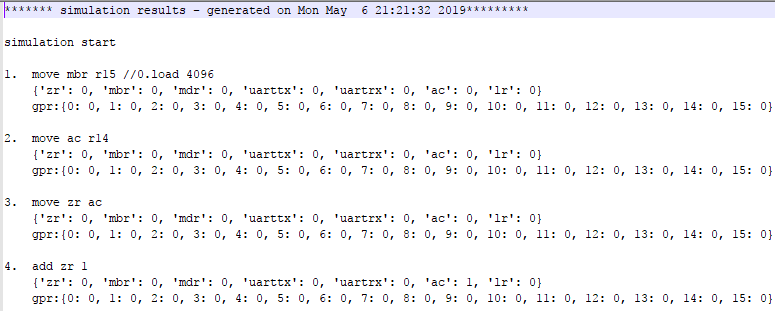 ******* simulation results - generated on Mon May  6 21:21:32 2019*********
simulation start
1.  move mbr r15 //0.load 4096
{'zr': 0, 'mbr': 0, 'mdr': 0, 'uarttx': 0, 'uartrx': 0, 'ac': 0, 'lr': 0}
gpr:{0: 0, 1: 0, 2: 0, 3: 0, 4: 0, 5: 0, 6: 0, 7: 0, 8: 0, 9: 0, 10: 0, 11: 0, 12: 0, 13: 0, 14: 0, 15: 0}
2.  move ac r14
{'zr': 0, 'mbr': 0, 'mdr': 0, 'uarttx': 0, 'uartrx': 0, 'ac': 0, 'lr': 0}
gpr:{0: 0, 1: 0, 2: 0, 3: 0, 4: 0, 5: 0, 6: 0, 7: 0, 8: 0, 9: 0, 10: 0, 11: 0, 12: 0, 13: 0, 14: 0, 15: 0}
3.  move zr ac
{'zr': 0, 'mbr': 0, 'mdr': 0, 'uarttx': 0, 'uartrx': 0, 'ac': 0, 'lr': 0}
gpr:{0: 0, 1: 0, 2: 0, 3: 0, 4: 0, 5: 0, 6: 0, 7: 0, 8: 0, 9: 0, 10: 0, 11: 0, 12: 0, 13: 0, 14: 0, 15: 0}
4.  add zr 1
{'zr': 0, 'mbr': 0, 'mdr': 0, 'uarttx': 0, 'uartrx': 0, 'ac': 1, 'lr': 0}
gpr:{0: 0, 1: 0, 2: 0, 3: 0, 4: 0, 5: 0, 6: 0, 7: 0, 8: 0, 9: 0, 10: 0, 11: 0, 12: 0, 13: 0, 14: 0, 15: 0}